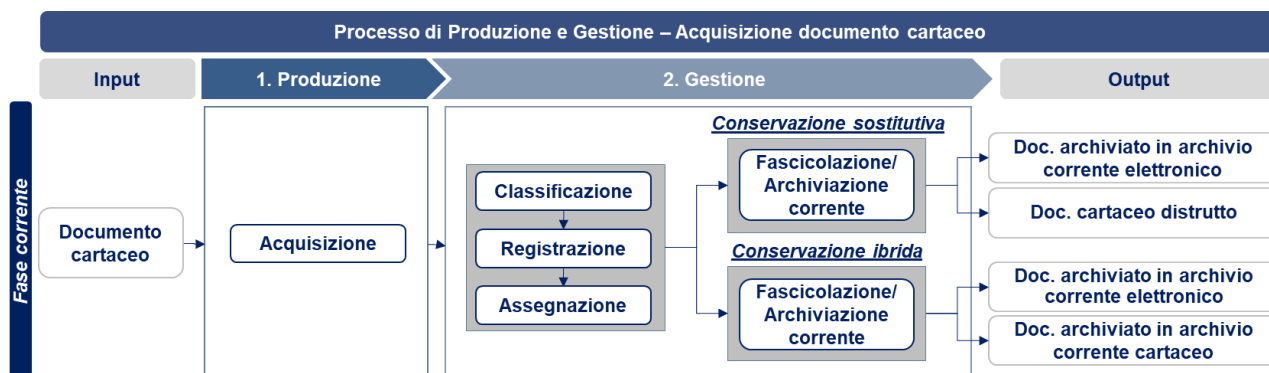 Processo di Produzione e Gestione – Acquisizione documento cartaceo
Input
1. Produzione
2. Gestione
Output
Fase corrente
Documento
cartaceo
Acquisizione
Classificazione
Registrazione
Assegnazione
Conservazione sostitutiva
Fascicolazione/
Archiviazione
corrente
Conservazione ibrida
Fascicolazione/
Archiviazione
corrente
Doc. archiviato in archivio
corrente elettronico
Doc. cartaceo distrutto
Doc. archiviato in archivio
corrente elettronico
Doc. archiviato in archivio
corrente cartaceo